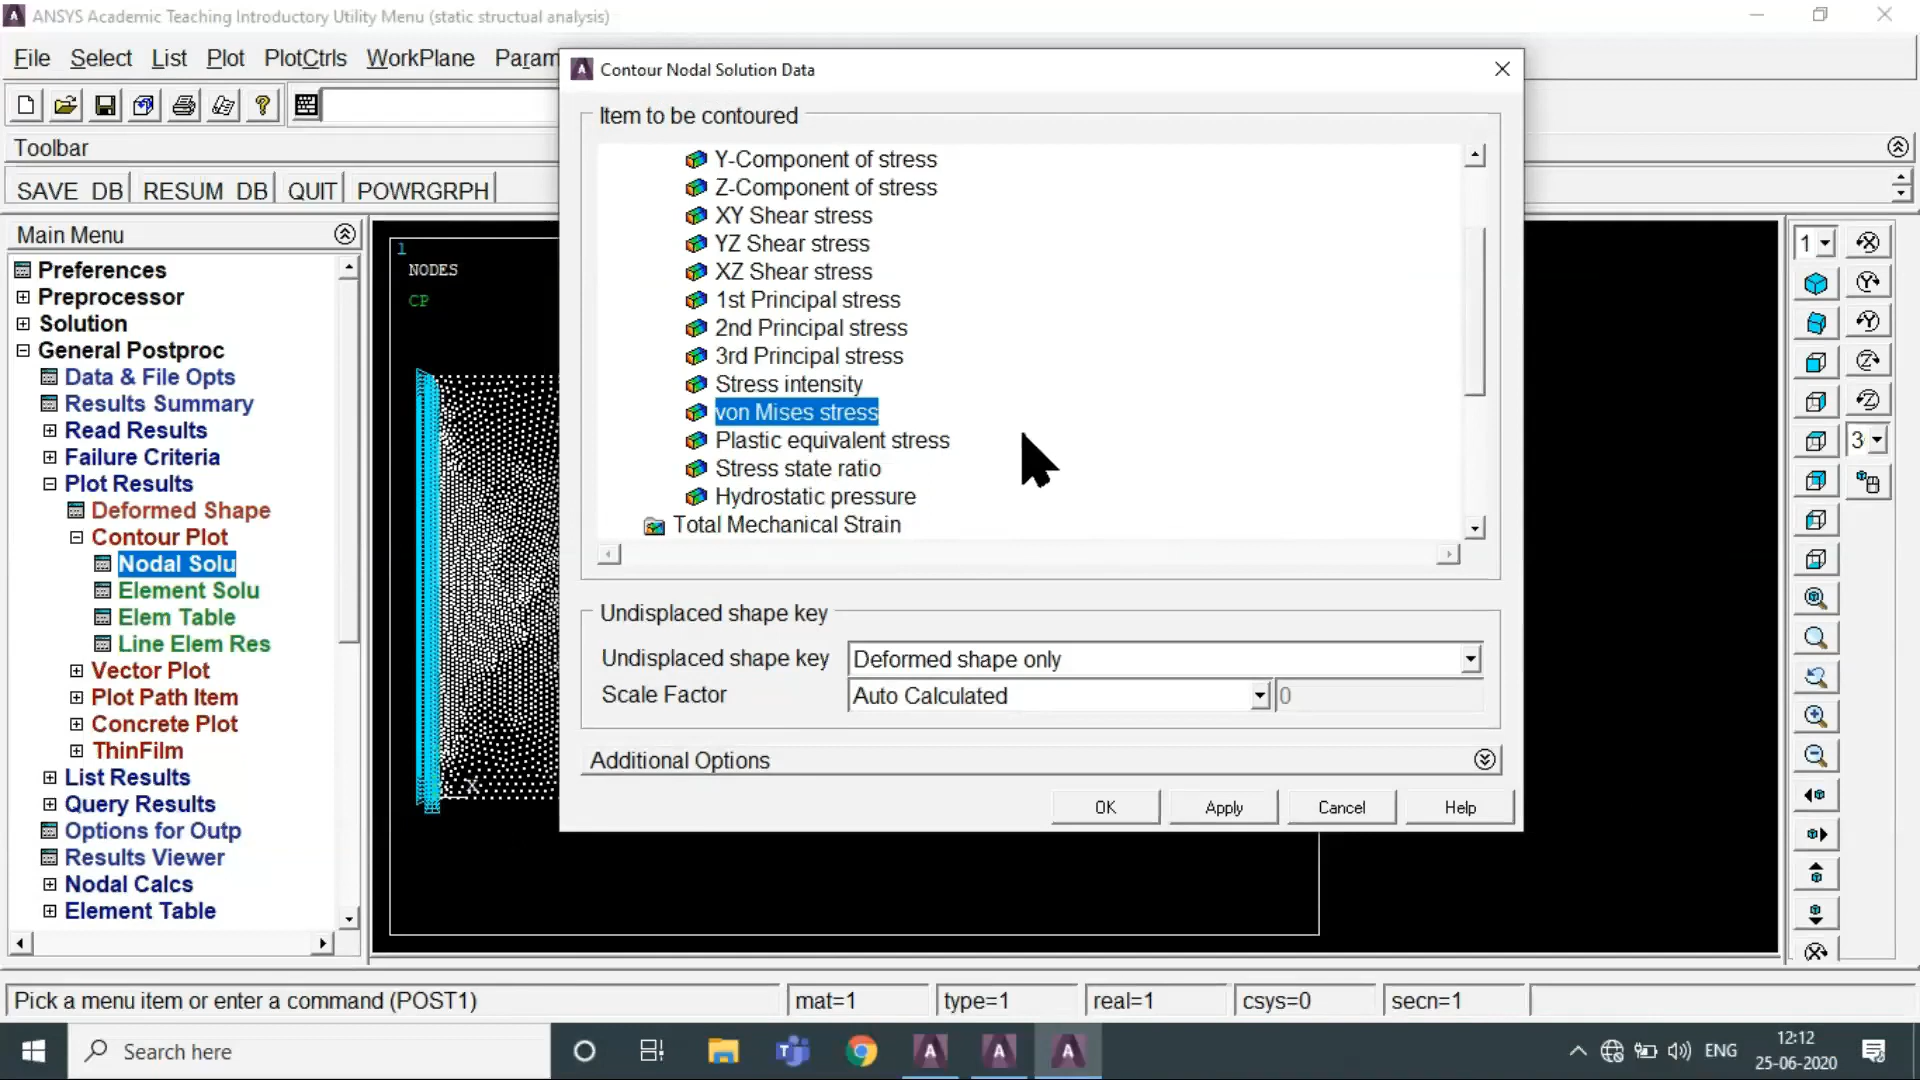 ANSYS Academic Teaching Introductory Utility Menu (static structual analysis)
File Select List Plot PlotCtrls WorkPlane Param
Toolbar
SAVE_DB RESUM_DB QUIT POWRGRPH
Main Menu
Preferences
Preprocessor
Solution
General Postproc
Data & File Opts
Results Summary
Read Results
Failure Criteria
Plot Results
Deformed Shape
Contour Plot
Nodal Solu
Element Solu
Elem Table
Line Elem Res
Vector Plot
Plot Path Item
Concrete Plot
ThinFilm
List Results
Query Results
Options for Outp
Results Viewer
Nodal Calcs
Element Table
1
NODES
CP
X
Contour Nodal Solution Data
Item to be contoured
Y-Component of stress
Z-Component of stress
XY Shear stress
YZ Shear stress
XZ Shear stress
1st Principal stress
2nd Principal stress
3rd Principal stress
Stress intensity
von Mises stress
Plastic equivalent stress
Stress state ratio
Hydrostatic pressure
Total Mechanical Strain
Undisplaced shape key
Undisplaced shape key Deformed shape only
Scale Factor Auto Calculated 0
Additional Options
OK Apply Cancel Help
1
3
Pick a menu item or enter a command (POST1) mat=1 type=1 real=1 csys=0 secn=1
Search here
ENG
12:12
25-06-2020